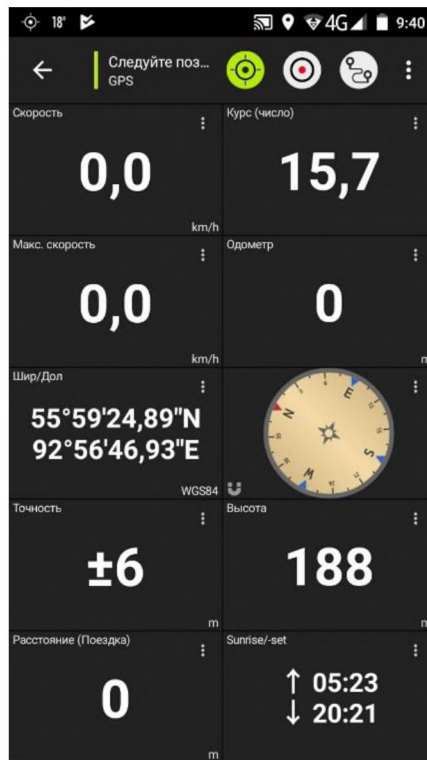 18°
4G
9:40
Следуйте поз...
GPS
Скорость
0,0
km/h
Курс (число)
15,7
Макс. скорость
0,0
km/h
Одометр
0
m
Шир/Дол
55°59'24,89"N
92°56'46,93"E
WGS84
N
E
S
W
Точность
±6
m
Высота
188
m
Расстояние (Поездка)
0
m
Sunrise/-set
↑ 05:23
↓ 20:21